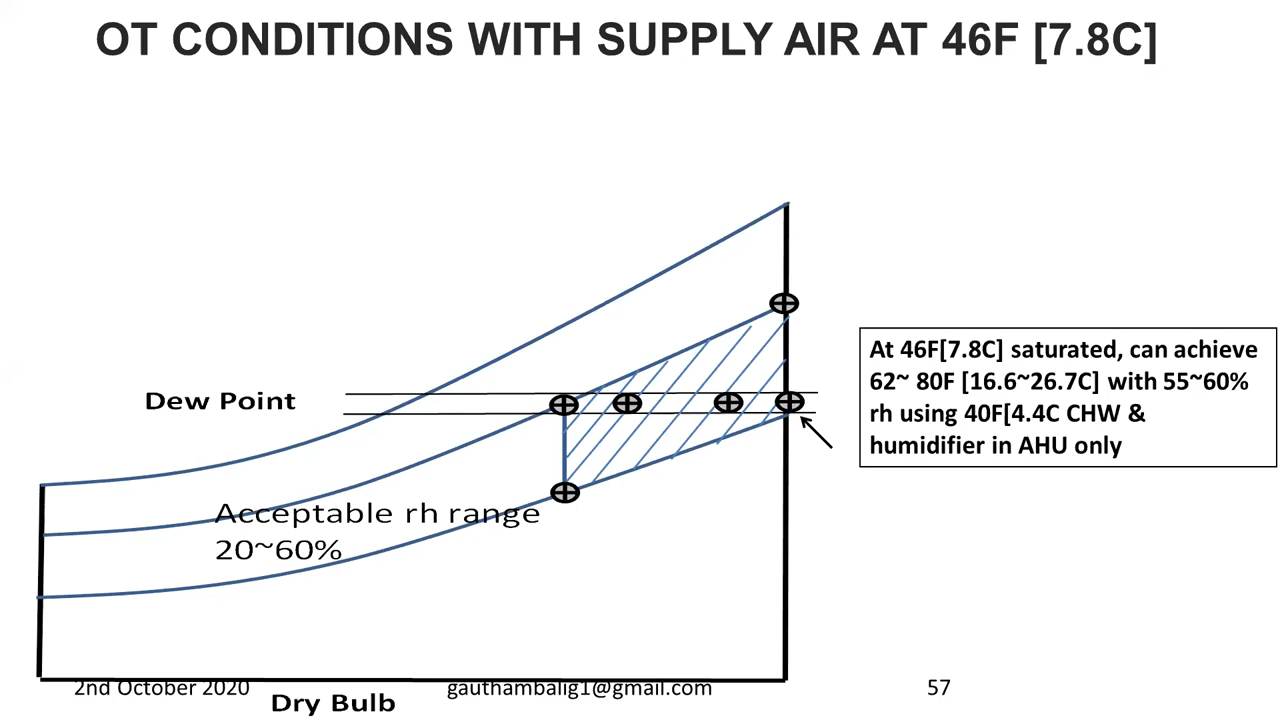 OT CONDITIONS WITH SUPPLY AIR AT 46F [7.8C]
At 46F[7.8C] saturated, can achieve
62~ 80F [16.6~26.7C] with 55~60%
rh using 40F[4.4C CHW &
humidifier in AHU only
Dew Point
Acceptable rh range
20~60%
2nd October 2020
gauthambalig1@gmail.com
57
Dry Bulb